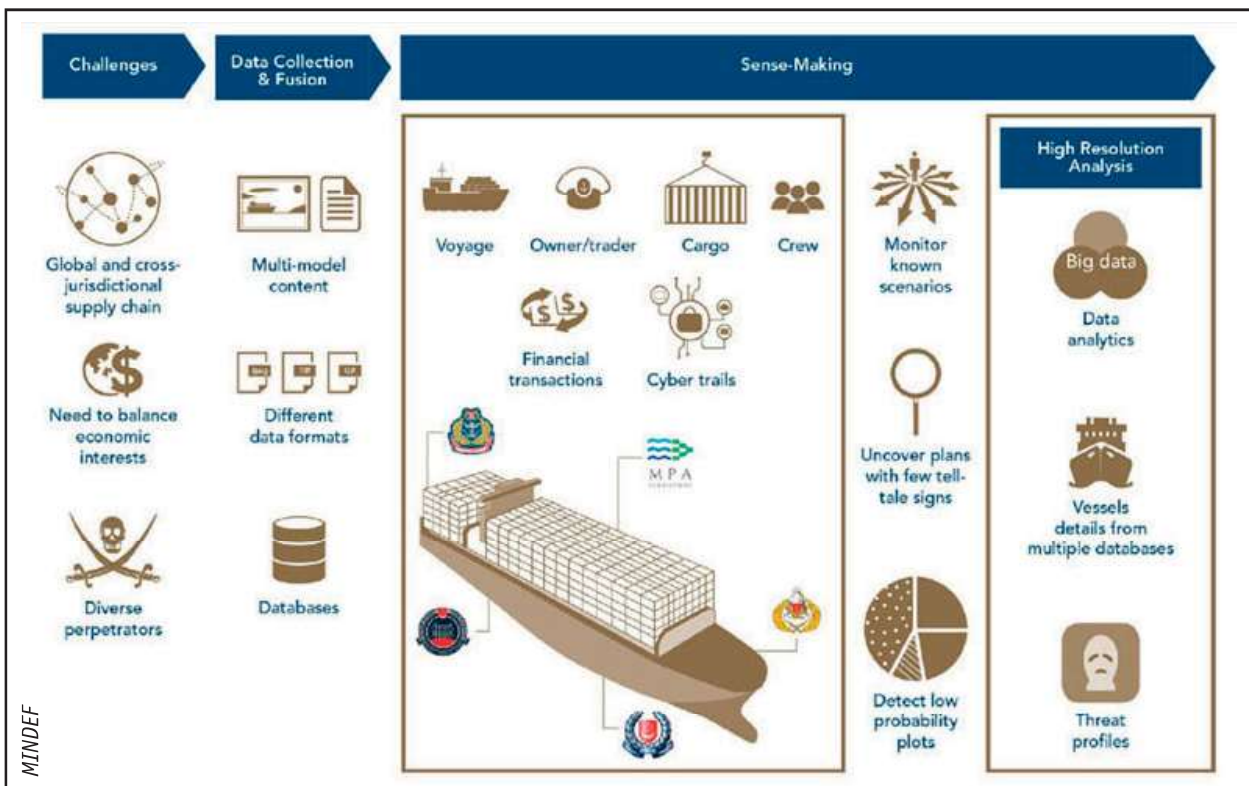 Challenges
Data Collection
& Fusion
Sense-Making
Global and cross-
jurisdictional
supply chain
Need to balance
economic
interests
Diverse
perpetrators
Multi-model
content
Different
data formats
Databases
Voyage
Owner/trader
Cargo
Crew
Financial
transactions
Cyber trails
MPA
SINGAPORE
Monitor
known
scenarios
Uncover plans
with few tell-
tale signs
Detect low
probability
plots
High Resolution
Analysis
Big data
Data
analytics
Vessels
details from
multiple databases
Threat
profiles
MINDEF